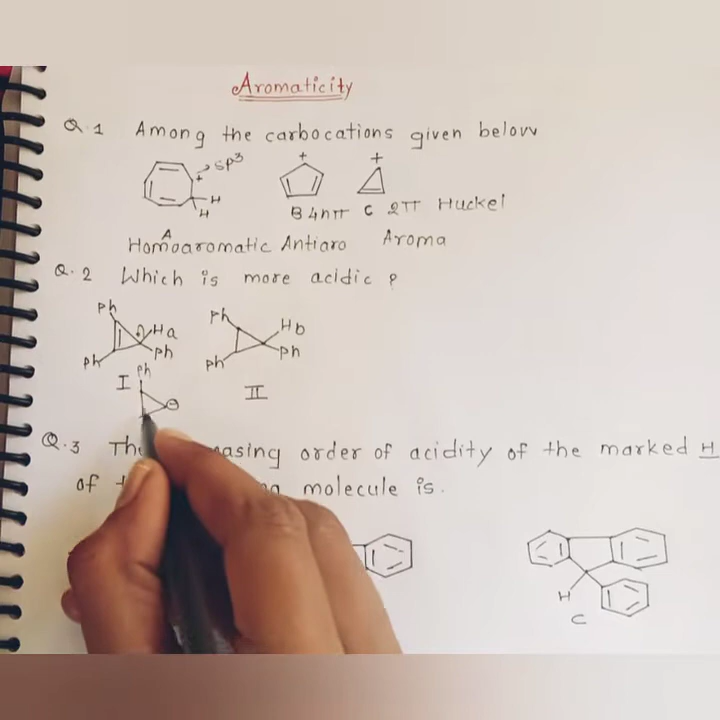 Aromaticity
Q.1 Among the carbocations given below
+ sp³ + +
H
H
A B 4nπ C 2π Huckel
Homoaromatic Antiaro Aroma
Q.2 Which is more acidic ?
Ph Ha Ph Ph
Ph Hb Ph Ph
I II
Ph ⊖
Q.3 The order of acidity of the marked H
of molecule is.
H
C